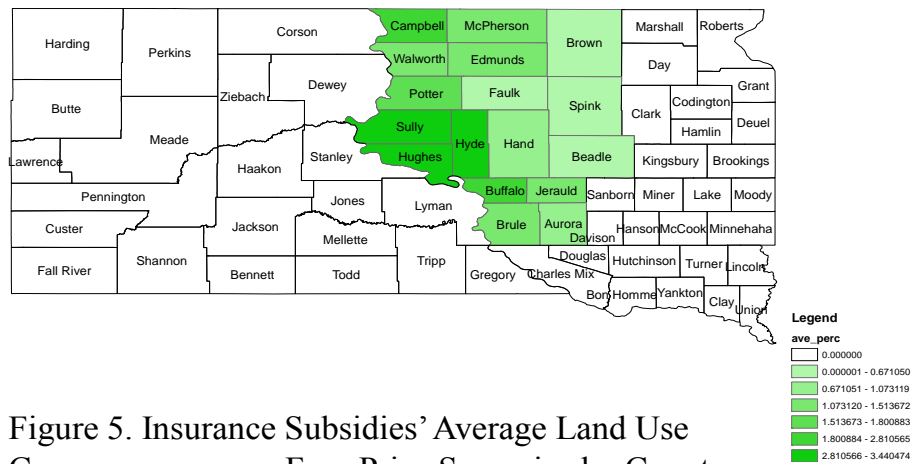 Harding
Perkins
Corson
Campbell
McPherson
Brown
Marshall
Roberts
Walworth
Edmunds
Day
Butte
Ziebach
Dewey
Potter
Faulk
Spink
Grant
Clark
Codington
Deuel
Hamlin
Meade
Sully
Hyde
Hand
Lawrence
Haakon
Stanley
Hughes
Beadle
Kingsbury
Brookings
Pennington
Jones
Lyman
Buffalo
Jerauld
Sanborn
Miner
Lake
Moody
Custer
Jackson
Mellette
Brule
Aurora
Davison
Hanson
McCook
Minnehaha
Fall River
Shannon
Bennett
Todd
Tripp
Gregory
Charles Mix
Douglas
Hutchinson
Turner
Lincoln
Bon Homme
Yankton
Clay
Union
Legend
ave_perc
0.000000
0.000001 - 0.671050
0.671051 - 1.073119
1.073120 - 1.513672
1.513673 - 1.800883
1.800884 - 2.810565
2.810566 - 3.440474
Figure 5. Insurance Subsidies' Average Land Use